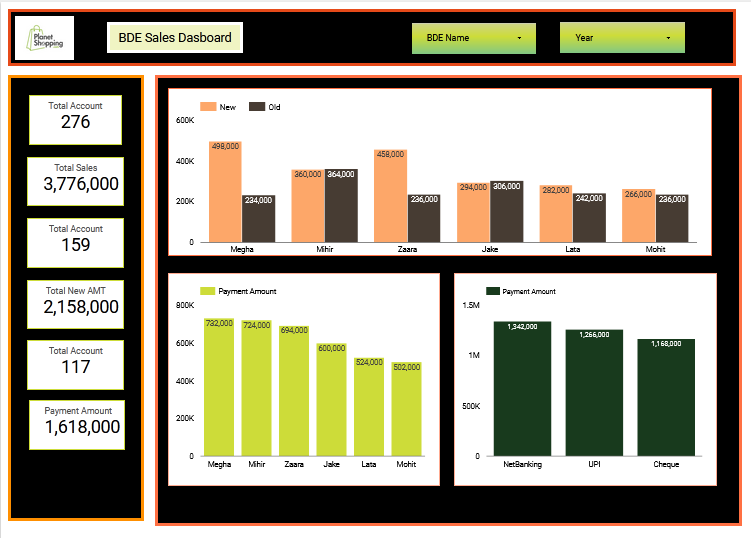 Planet
Shopping
BDE Sales Dasboard
BDE Name
Year
Total Account
276
Total Sales
3,776,000
Total Account
159
Total New AMT
2,158,000
Total Account
117
Payment Amount
1,618,000
New Old
600K
400K
200K
0
498,000
234,000
360,000
364,000
458,000
236,000
294,000
306,000
282,000
242,000
266,000
236,000
Megha Mihir Zaara Jake Lata Mohit
Payment Amount
800K
600K
400K
200K
0
732,000
724,000
694,000
600,000
524,000
502,000
Megha Mihir Zaara Jake Lata Mohit
Payment Amount
1.5M
1M
500K
0
1,342,000
1,266,000
1,168,000
NetBanking UPI Cheque